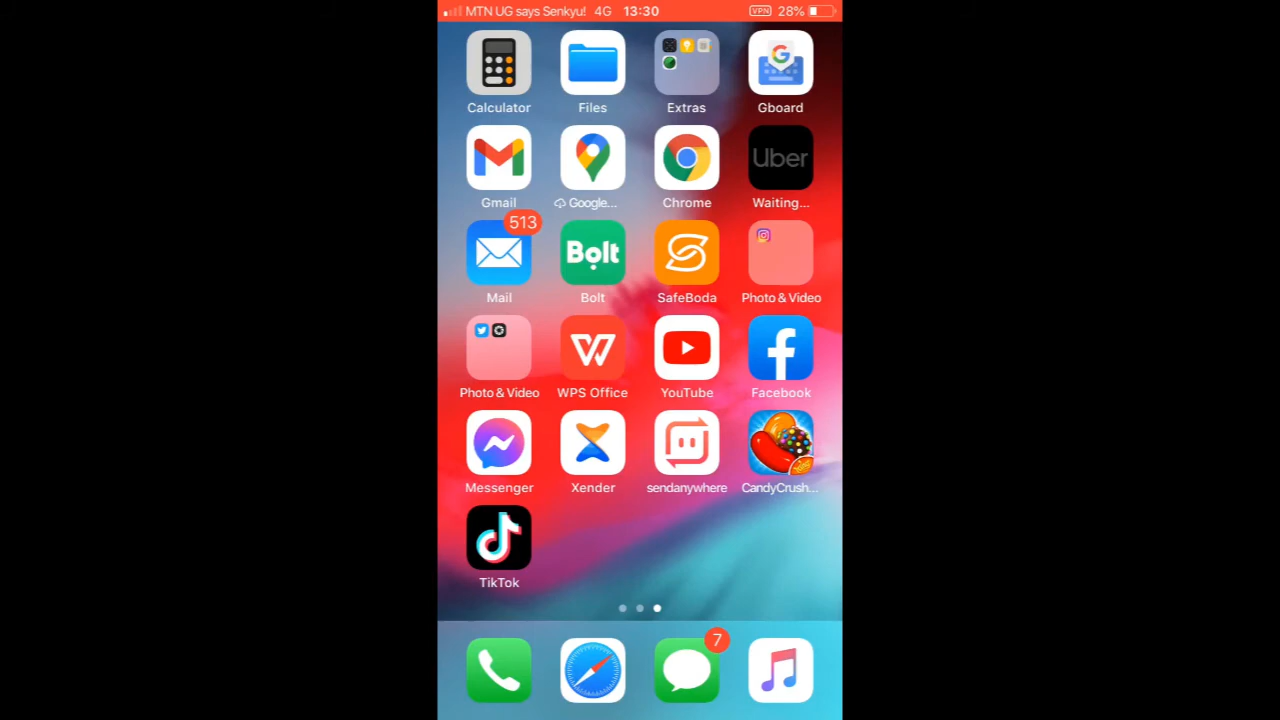 MTN UG says Senkyu! 4G 13:30 VPN 28%
Calculator Files Extras Gboard
Uber
Gmail Google... Chrome Waiting...
513
Bolt
Mail Bolt SafeBoda Photo & Video
Photo & Video WPS Office YouTube Facebook
Messenger Xender sendanywhere CandyCrush...
TikTok
7